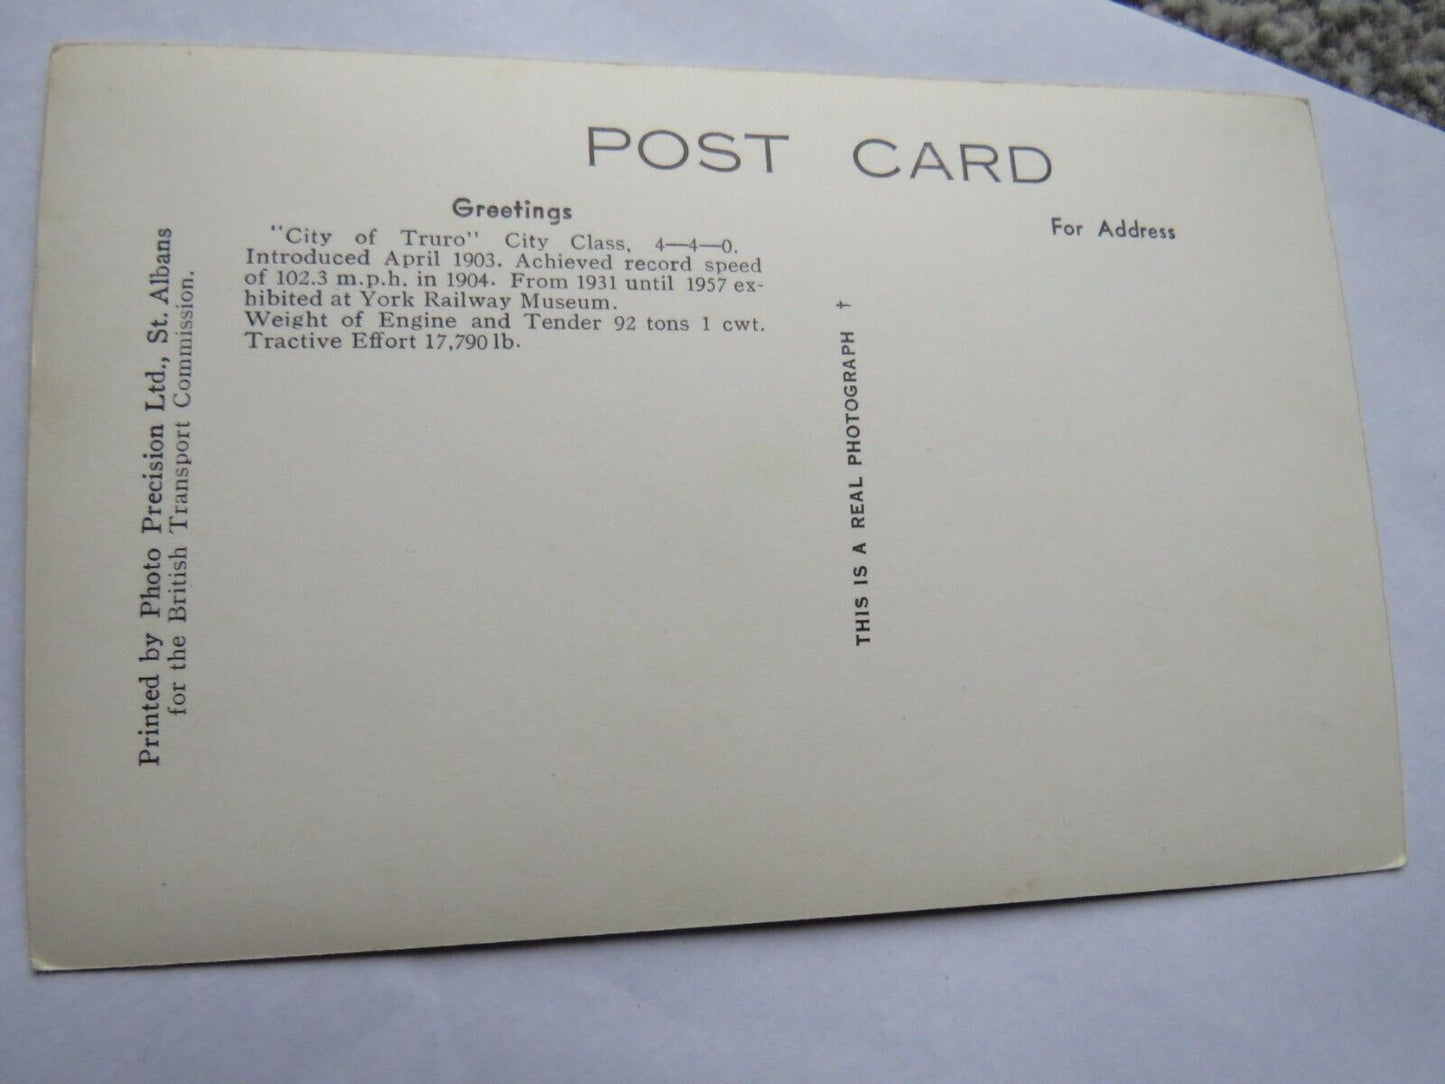 POST CARD
Greetings
For Address
"City of Truro" City Class, 4—4—0.
Introduced April 1903. Achieved record speed
of 102.3 m.p.h. in 1904. From 1931 until 1957 ex-
hibited at York Railway Museum.
Weight of Engine and Tender 92 tons 1 cwt.
Tractive Effort 17,790 lb.
Printed by Photo Precision Ltd., St. Albans
for the British Transport Commission.
THIS IS A REAL PHOTOGRAPH †